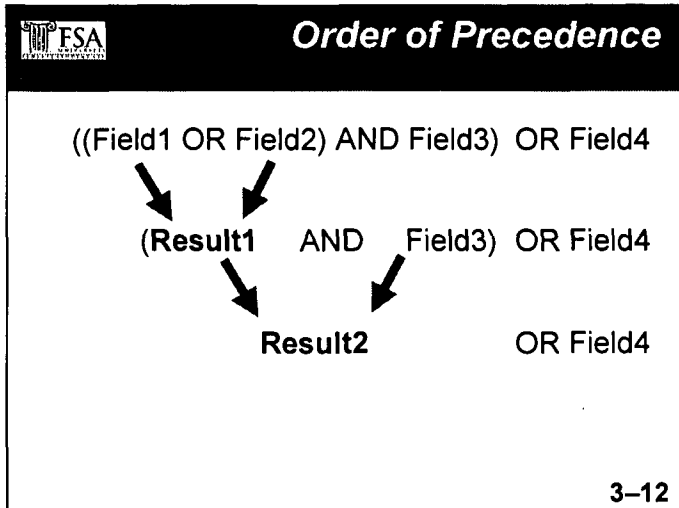 FSA
Order of Precedence
((Field1 OR Field2) AND Field3) OR Field4
(Result1 AND Field3) OR Field4
Result2 OR Field4
3–12